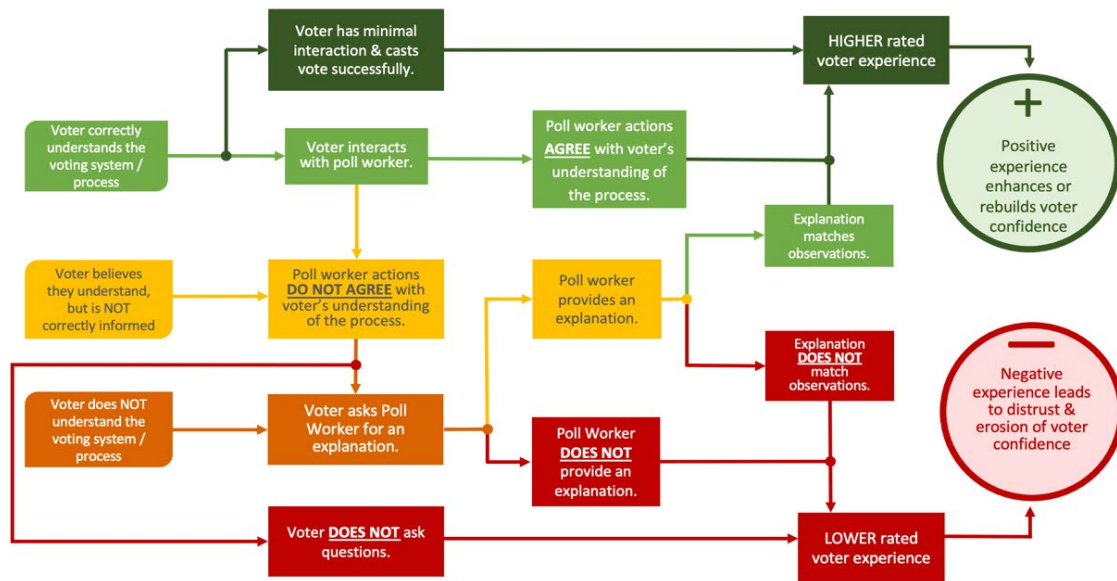 Voter has minimal
interaction & casts
vote successfully.
HIGHER rated
voter experience
Voter correctly
understands the
voting system /
process
Voter interacts
with poll worker.
Poll worker actions
AGREE with voter's
understanding of
the process.
+
Positive
experience
enhances or
rebuilds voter
confidence
Explanation
matches
observations.
Voter believes
they understand,
but is NOT
correctly informed
Poll worker actions
DO NOT AGREE with
voter's understanding
of the process.
Poll worker
provides an
explanation.
Explanation
DOES NOT
match
observations.
Negative
experience leads
to distrust &
erosion of voter
confidence
Voter does NOT
understand the
voting system /
process
Voter asks Poll
Worker for an
explanation.
Poll Worker
DOES NOT
provide an
explanation.
Voter DOES NOT ask
questions.
LOWER rated
voter experience